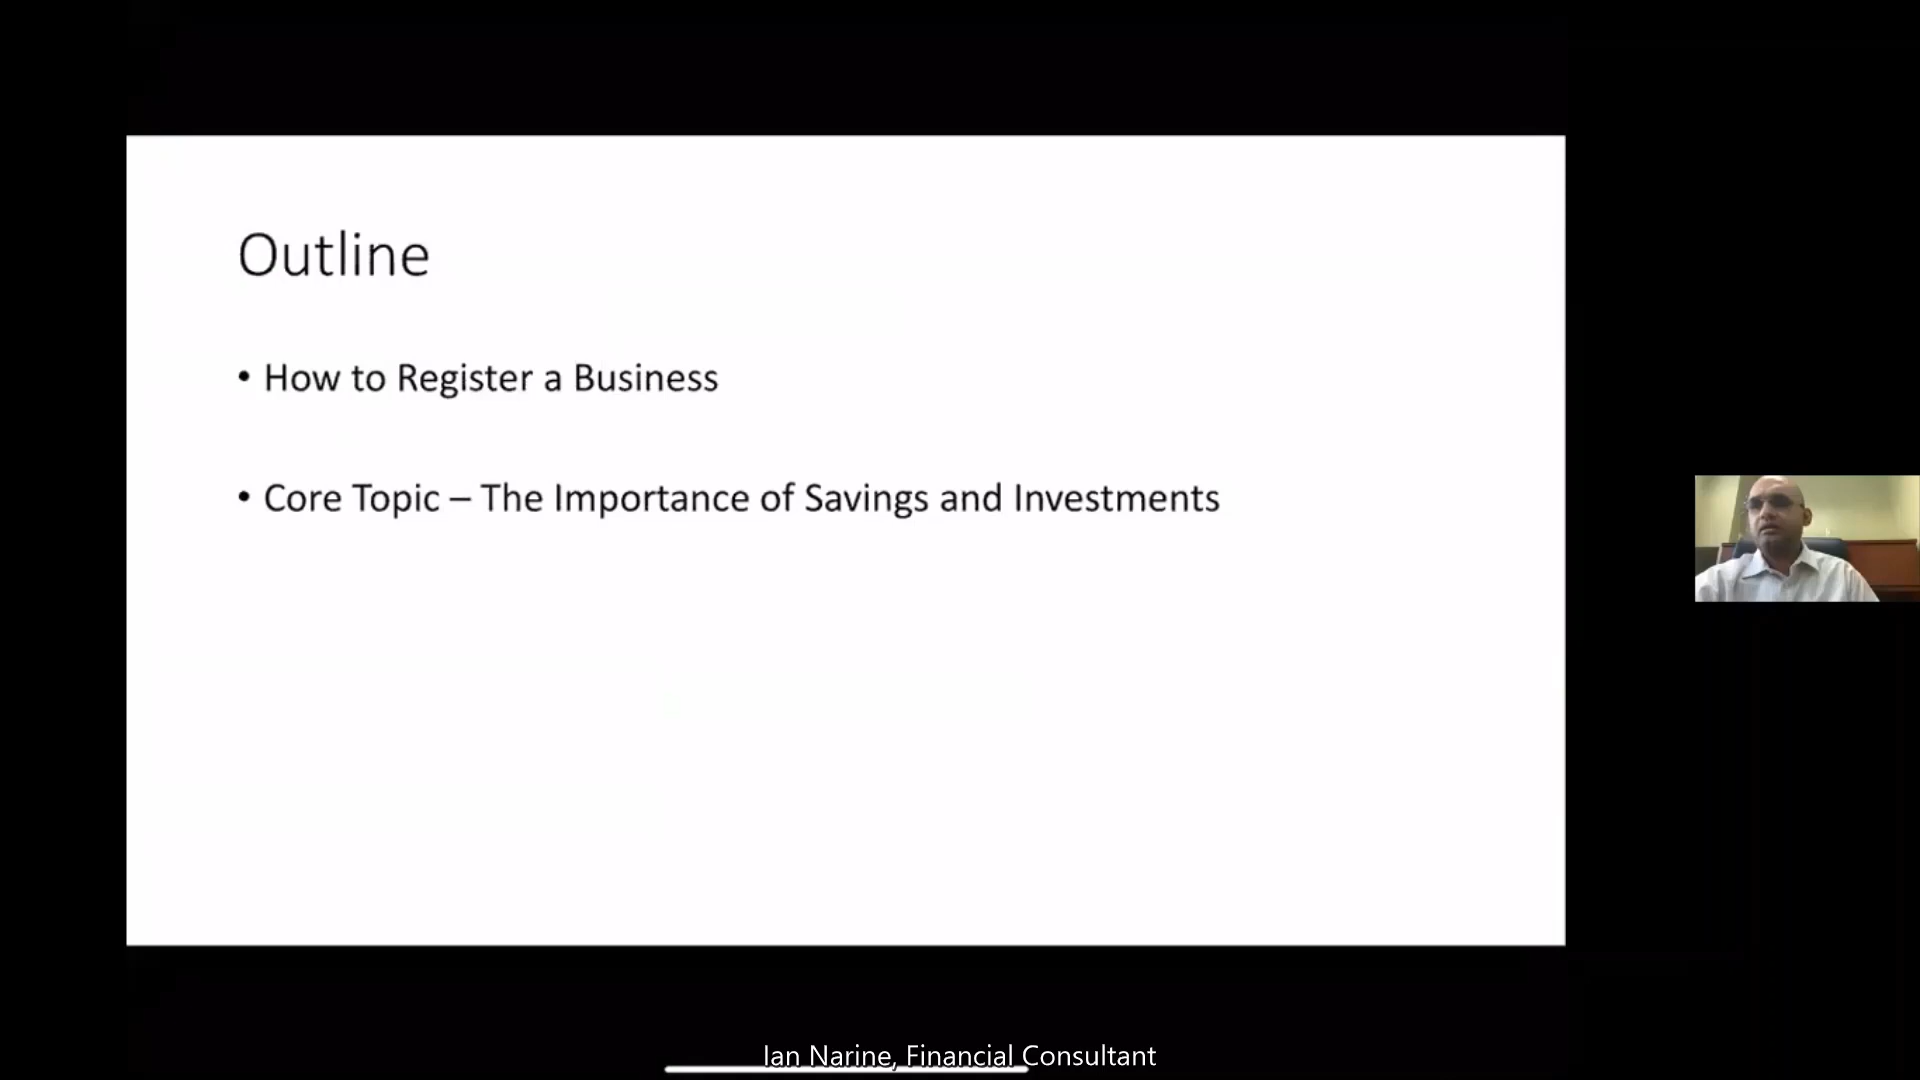 Outline
• How to Register a Business
• Core Topic – The Importance of Savings and Investments
Ian Narine, Financial Consultant